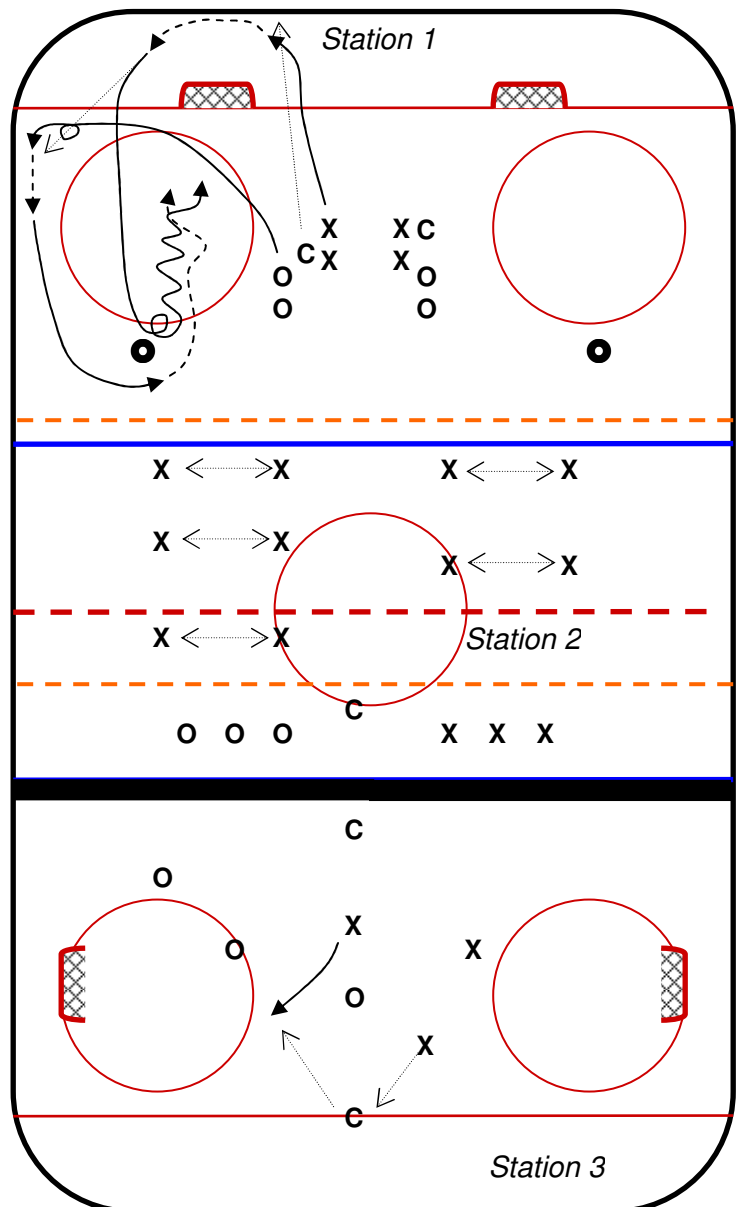 Station 1
X X C
C X X
O O
O O
X X X X
X X
X X
X X
Station 2
C
O O O X X X
C
O
X
O X
O
X
C
Station 3